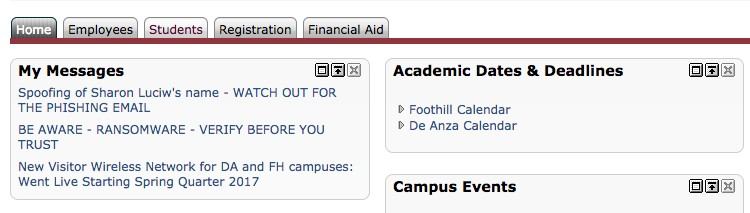 Home Employees Students Registration Financial Aid
My Messages
Spoofing of Sharon Luciw's name - WATCH OUT FOR
THE PHISHING EMAIL
BE AWARE - RANSOMWARE - VERIFY BEFORE YOU
TRUST
New Visitor Wireless Network for DA and FH campuses:
Went Live Starting Spring Quarter 2017
Academic Dates & Deadlines
Foothill Calendar
De Anza Calendar
Campus Events